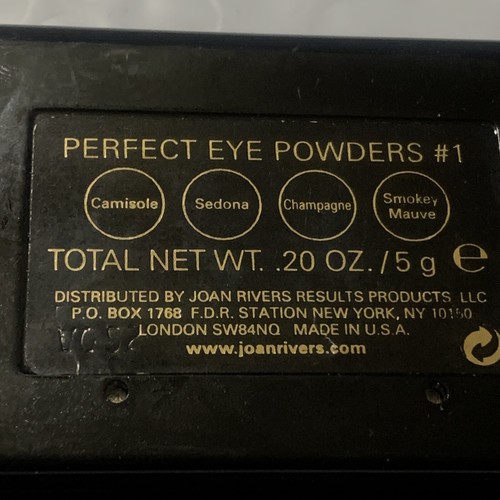 PERFECT EYE POWDERS #1
Camisole Sedona Champagne Smokey Mauve
TOTAL NET WT. .20 OZ. / 5 g e
DISTRIBUTED BY JOAN RIVERS RESULTS PRODUCTS LLC
P.O. BOX 1768 F.D.R. STATION NEW YORK, NY 10150
LONDON SW84NQ MADE IN U.S.A.
www.joanrivers.com